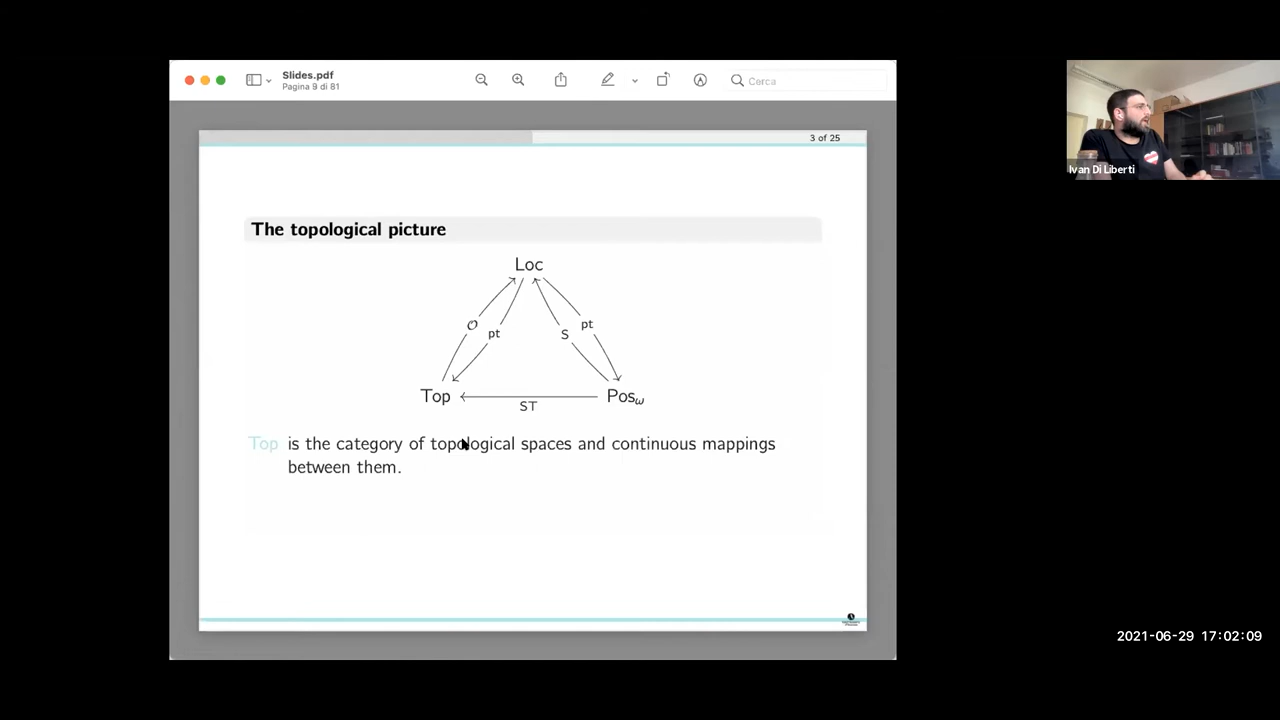 Slides.pdf
Pagina 9 di 81
Cerca
3 of 25
The topological picture
Loc
𝒪
pt
S
pt
Top
ST
Posω
Top is the category of topological spaces and continuous mappings
between them.
Ivan Di Liberti
2021-06-29 17:02:09